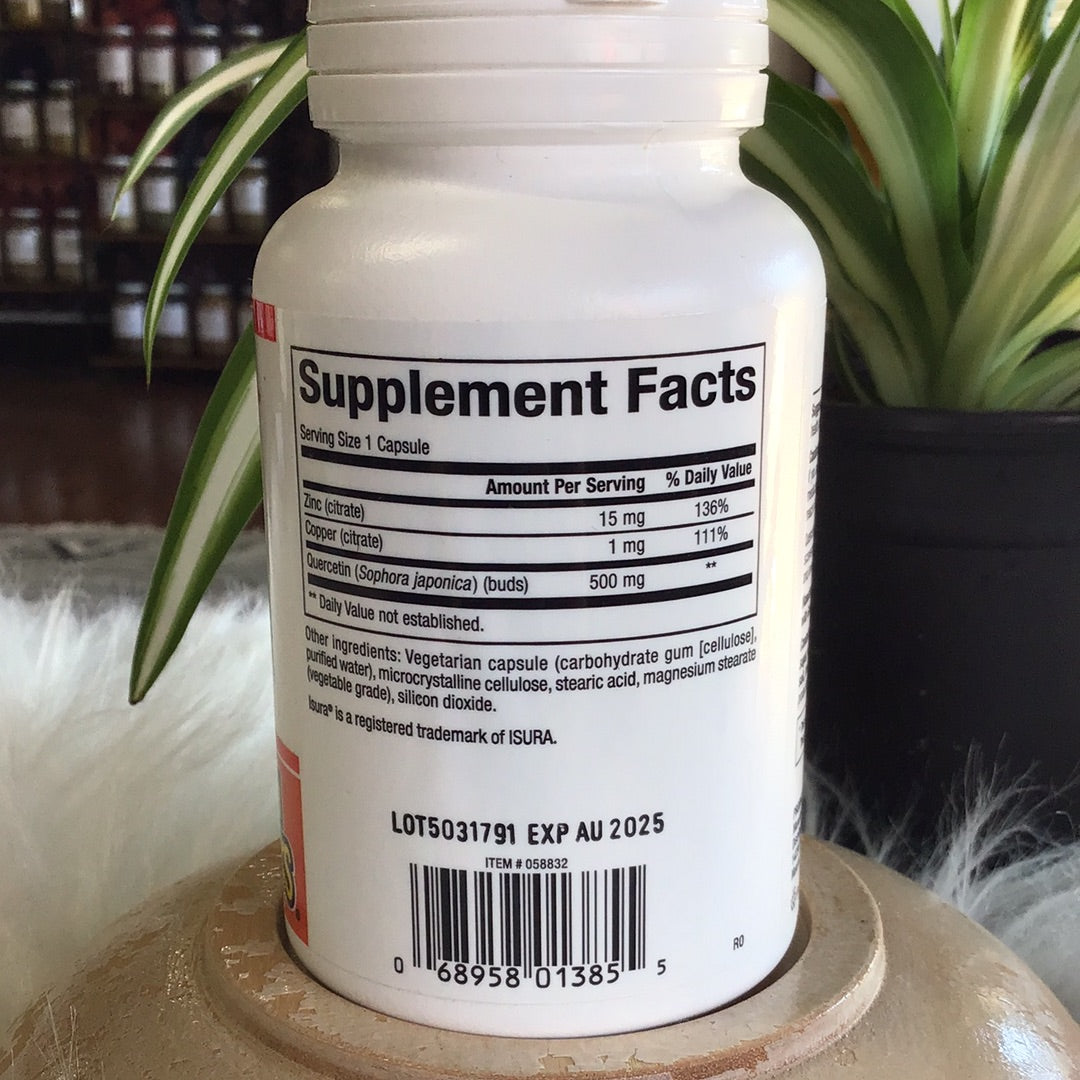 Supplement Facts
Serving Size 1 Capsule
Amount Per Serving % Daily Value
Zinc (citrate) 15 mg 136%
Copper (citrate) 1 mg 111%
Quercetin (Sophora japonica) (buds) 500 mg **
** Daily Value not established.
Other ingredients: Vegetarian capsule (carbohydrate gum [cellulose],
purified water), microcrystalline cellulose, stearic acid, magnesium stearate
(vegetable grade), silicon dioxide.
Isura® is a registered trademark of ISURA.
LOT5031791 EXP AU 2025
ITEM # 058832
0 68958 01385 5
R0